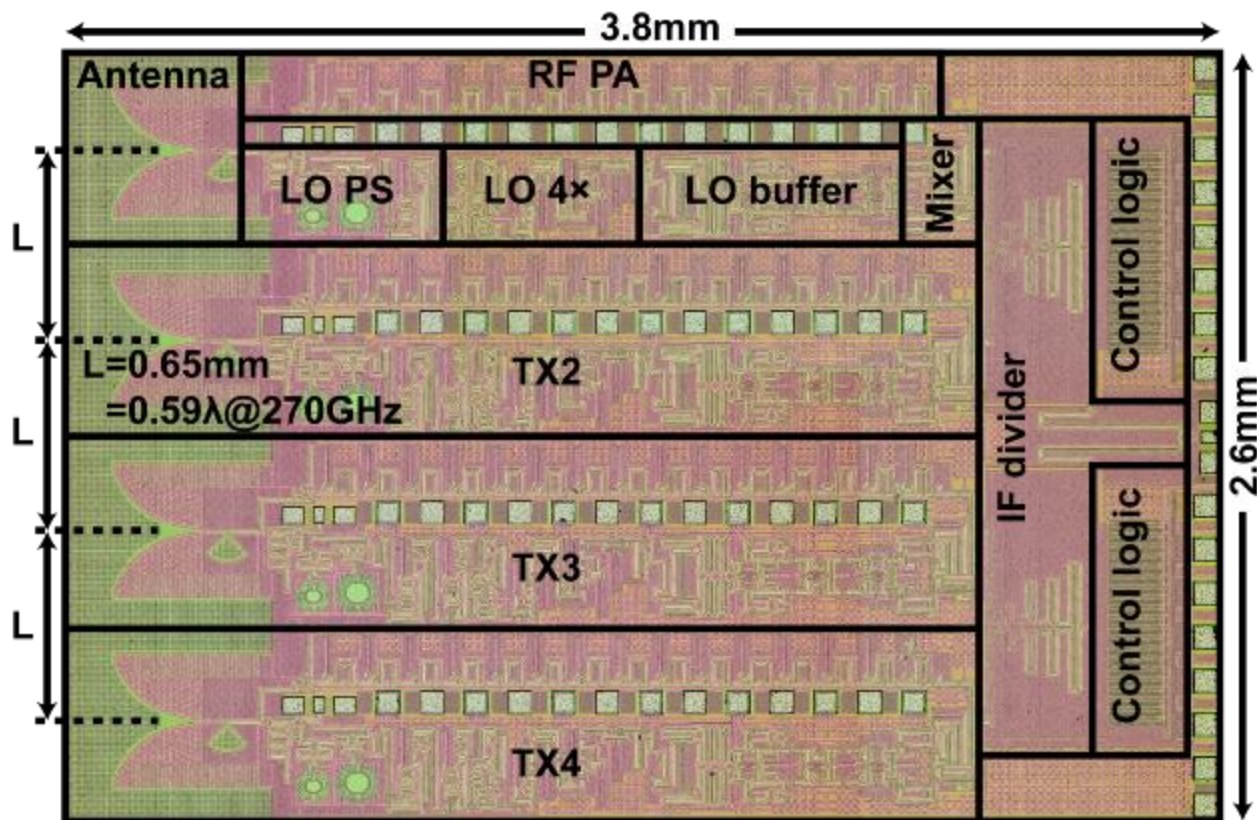 3.8mm
Antenna
RF PA
LO PS
LO 4×
LO buffer
Mixer
Control logic
L
L=0.65mm
=0.59λ@270GHz
TX2
IF divider
2.6mm
L
TX3
Control logic
L
TX4